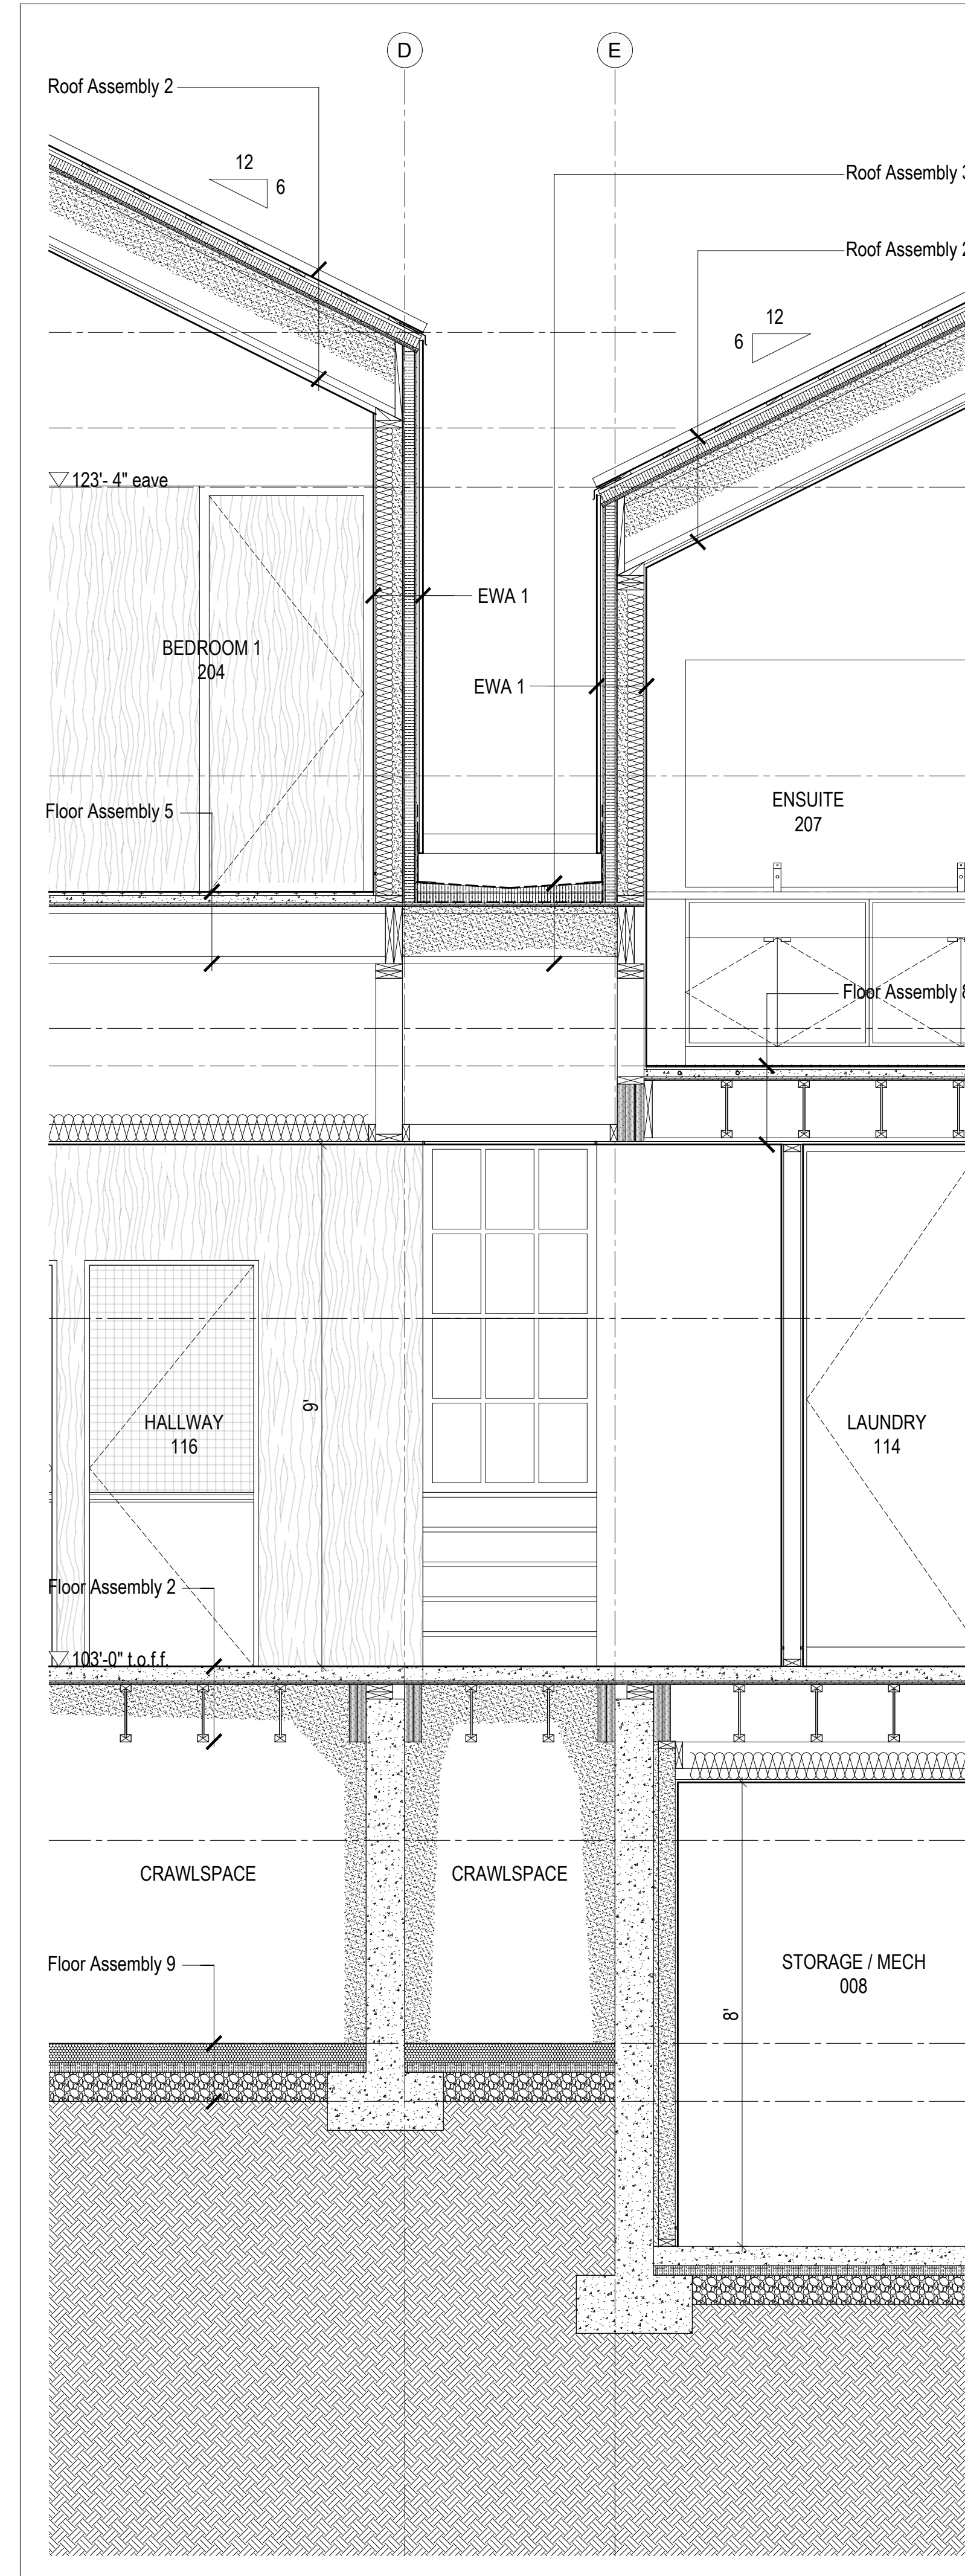 D
E
Roof Assembly 2
12
6
Roof Assembly 3
Roof Assembly 2
12
6
123'- 4" eave
EWA 1
BEDROOM 1
204
EWA 1
ENSUITE
207
Floor Assembly 5
Floor Assembly 8
9'
HALLWAY
116
LAUNDRY
114
Floor Assembly 2
103'-0" t.o.f.f.
CRAWLSPACE
CRAWLSPACE
Floor Assembly 9
STORAGE / MECH
008
8'